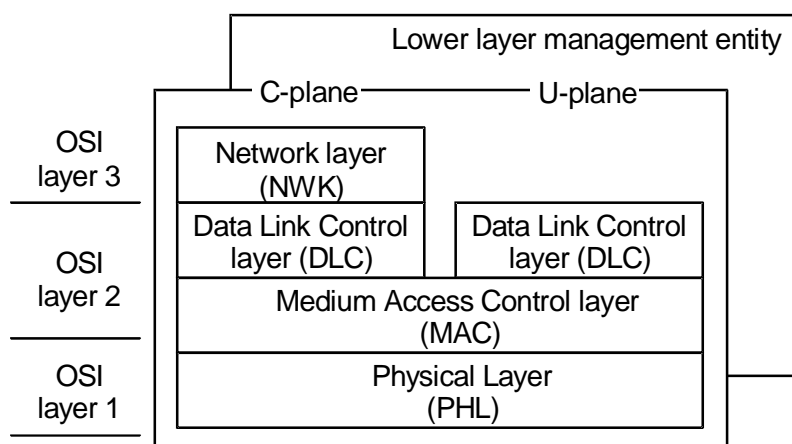 Lower layer management entity
C-plane U-plane
OSI
layer 3
Network layer
(NWK)
Data Link Control
layer (DLC)
Data Link Control
layer (DLC)
OSI
layer 2
Medium Access Control layer
(MAC)
OSI
layer 1
Physical Layer
(PHL)